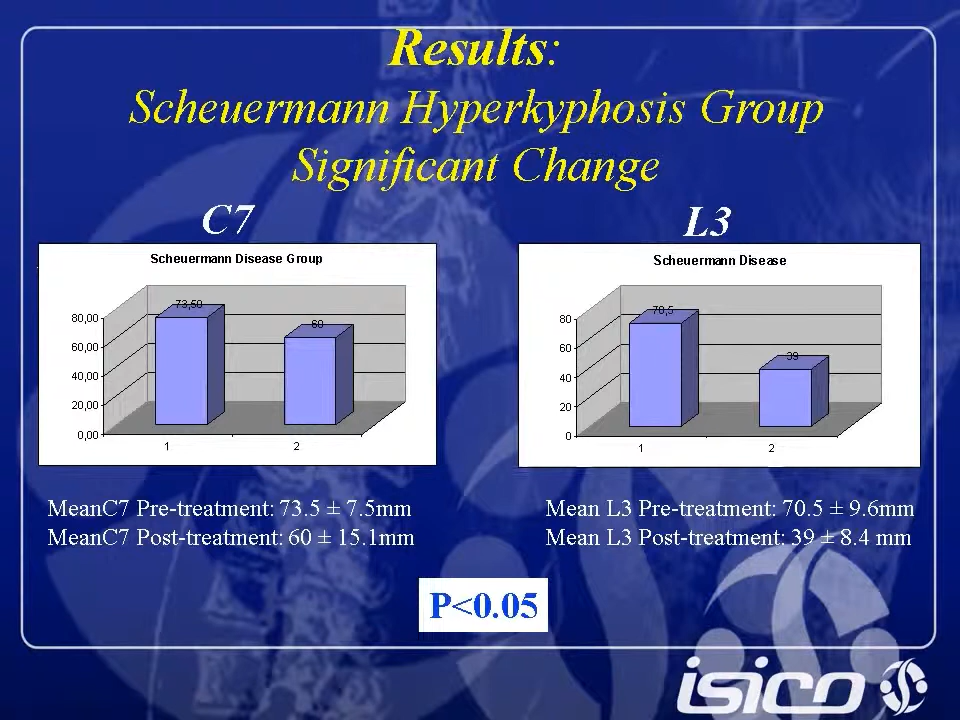 Results:
Scheuermann Hyperkyphosis Group
Significant Change
C7
Scheuermann Disease Group
80,00
60,00
40,00
20,00
0,00
73,50
60
1
2
MeanC7 Pre-treatment: 73.5 ± 7.5mm
MeanC7 Post-treatment: 60 ± 15.1mm
L3
Scheuermann Disease
80
60
40
20
0
70,5
39
1
2
Mean L3 Pre-treatment: 70.5 ± 9.6mm
Mean L3 Post-treatment: 39 ± 8.4 mm
P<0.05
isico